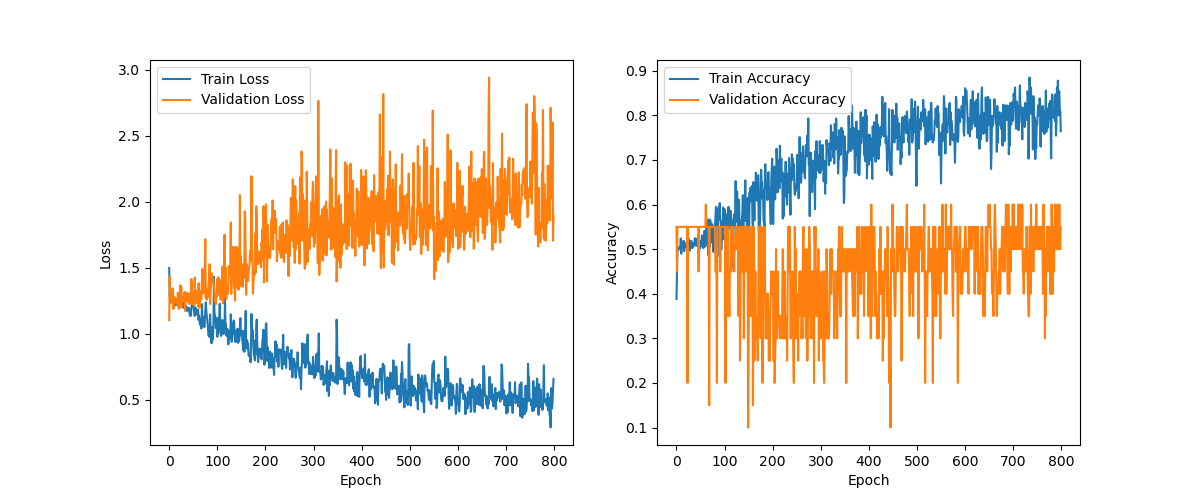 3.0
2.5
2.0
1.5
1.0
0.5
Loss
Train Loss
Validation Loss
0 100 200 300 400 500 600 700 800
Epoch
0.9
0.8
0.7
0.6
0.5
0.4
0.3
0.2
0.1
Accuracy
Train Accuracy
Validation Accuracy
0 100 200 300 400 500 600 700 800
Epoch